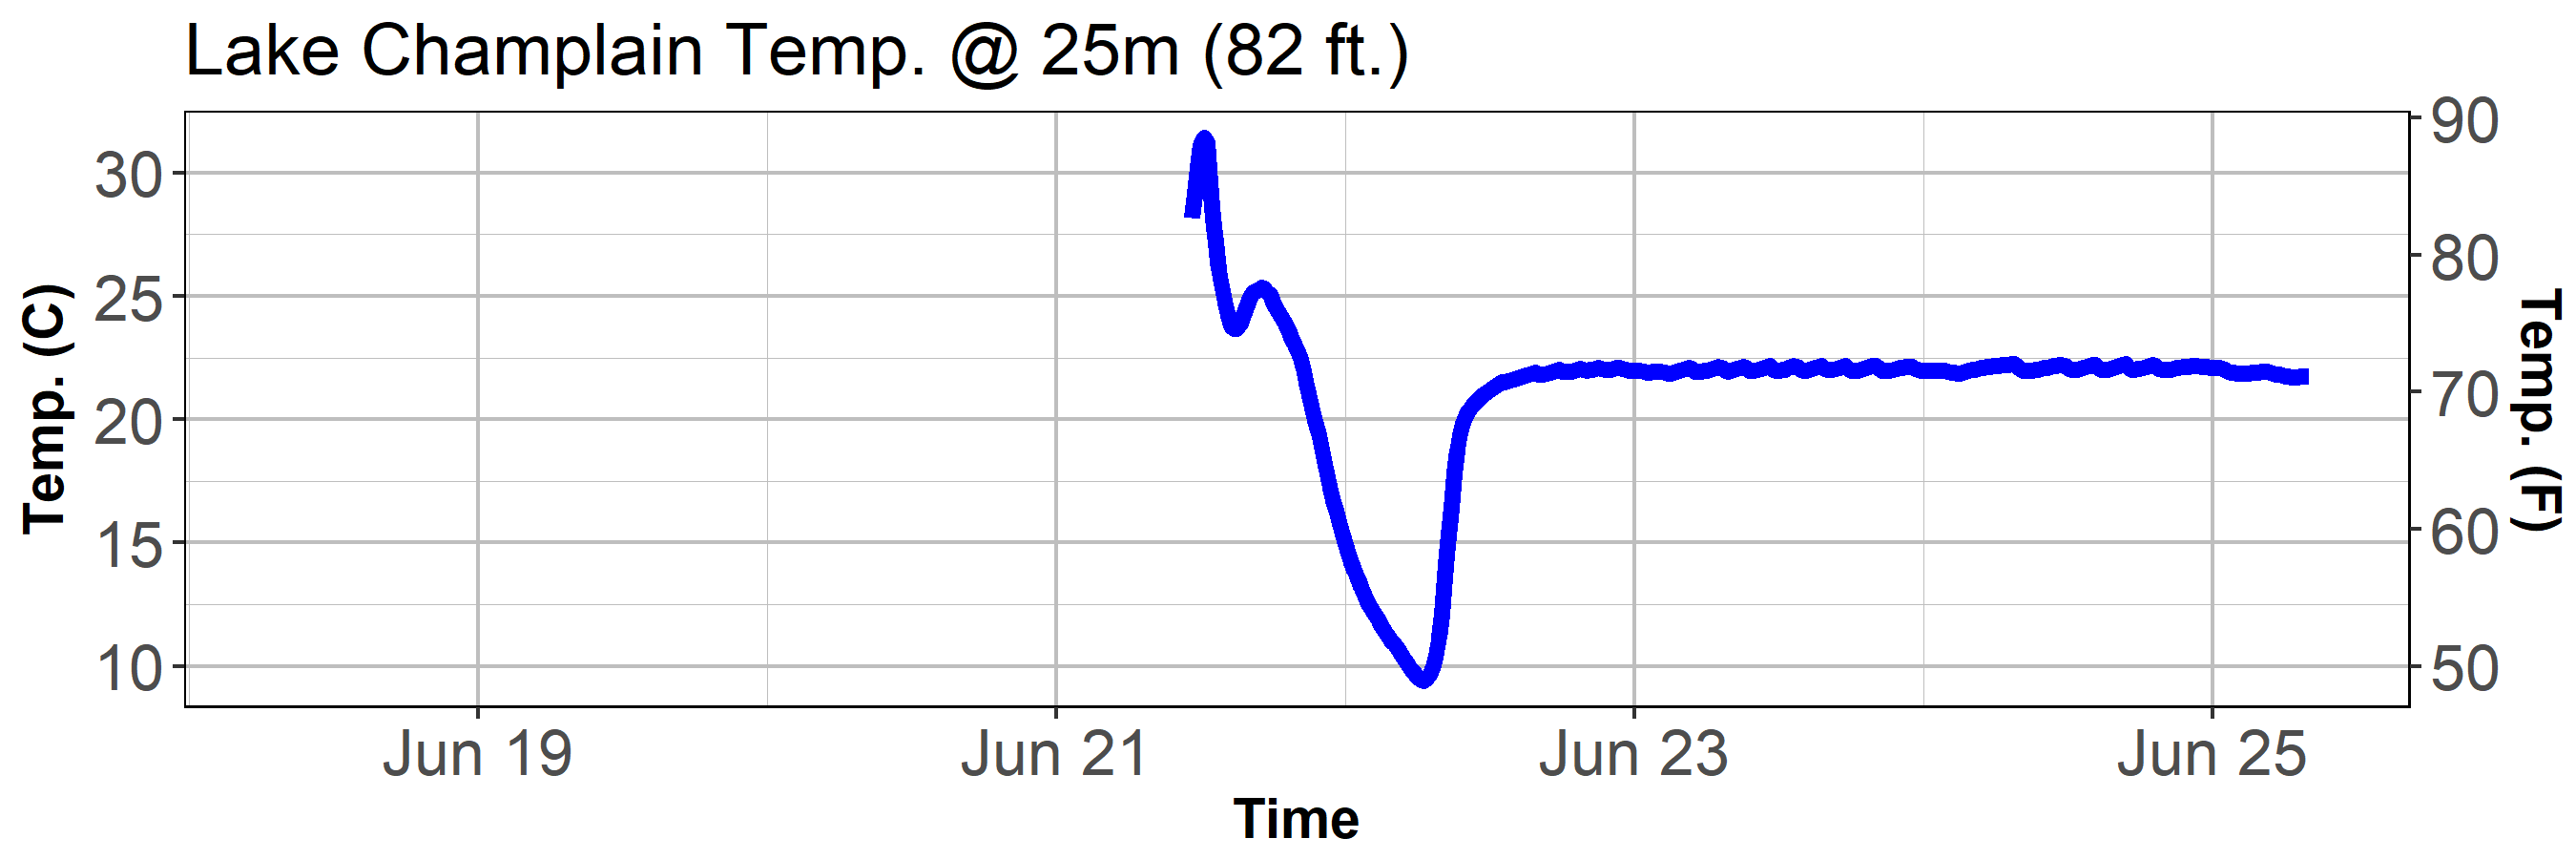 Lake Champlain Temp. @ 25m (82 ft.)
Temp. (C)
30
25
20
15
10
90
80
70
60
50
Temp. (F)
Jun 19 Jun 21 Jun 23 Jun 25
Time